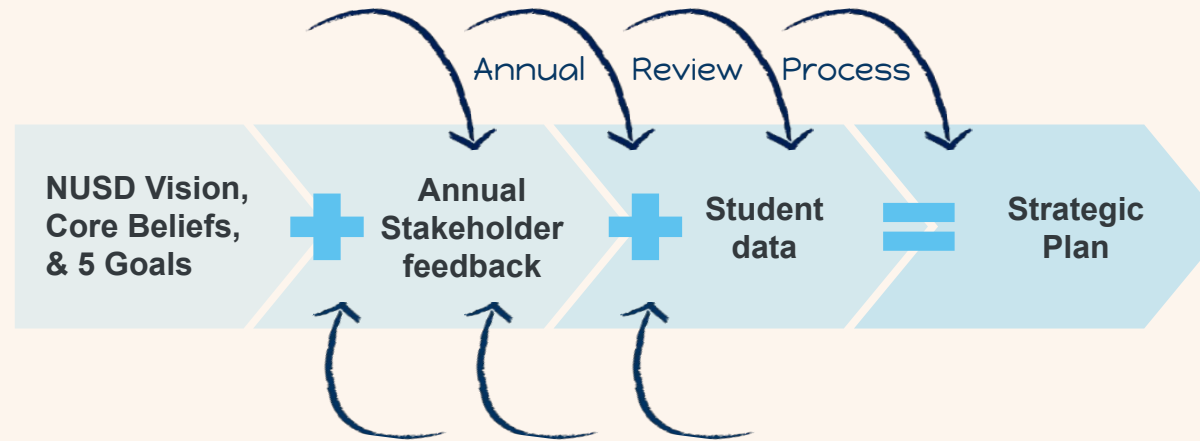 Annual Review Process
NUSD Vision,
Core Beliefs,
& 5 Goals
+
Annual
Stakeholder
feedback
+
Student
data
=
Strategic
Plan